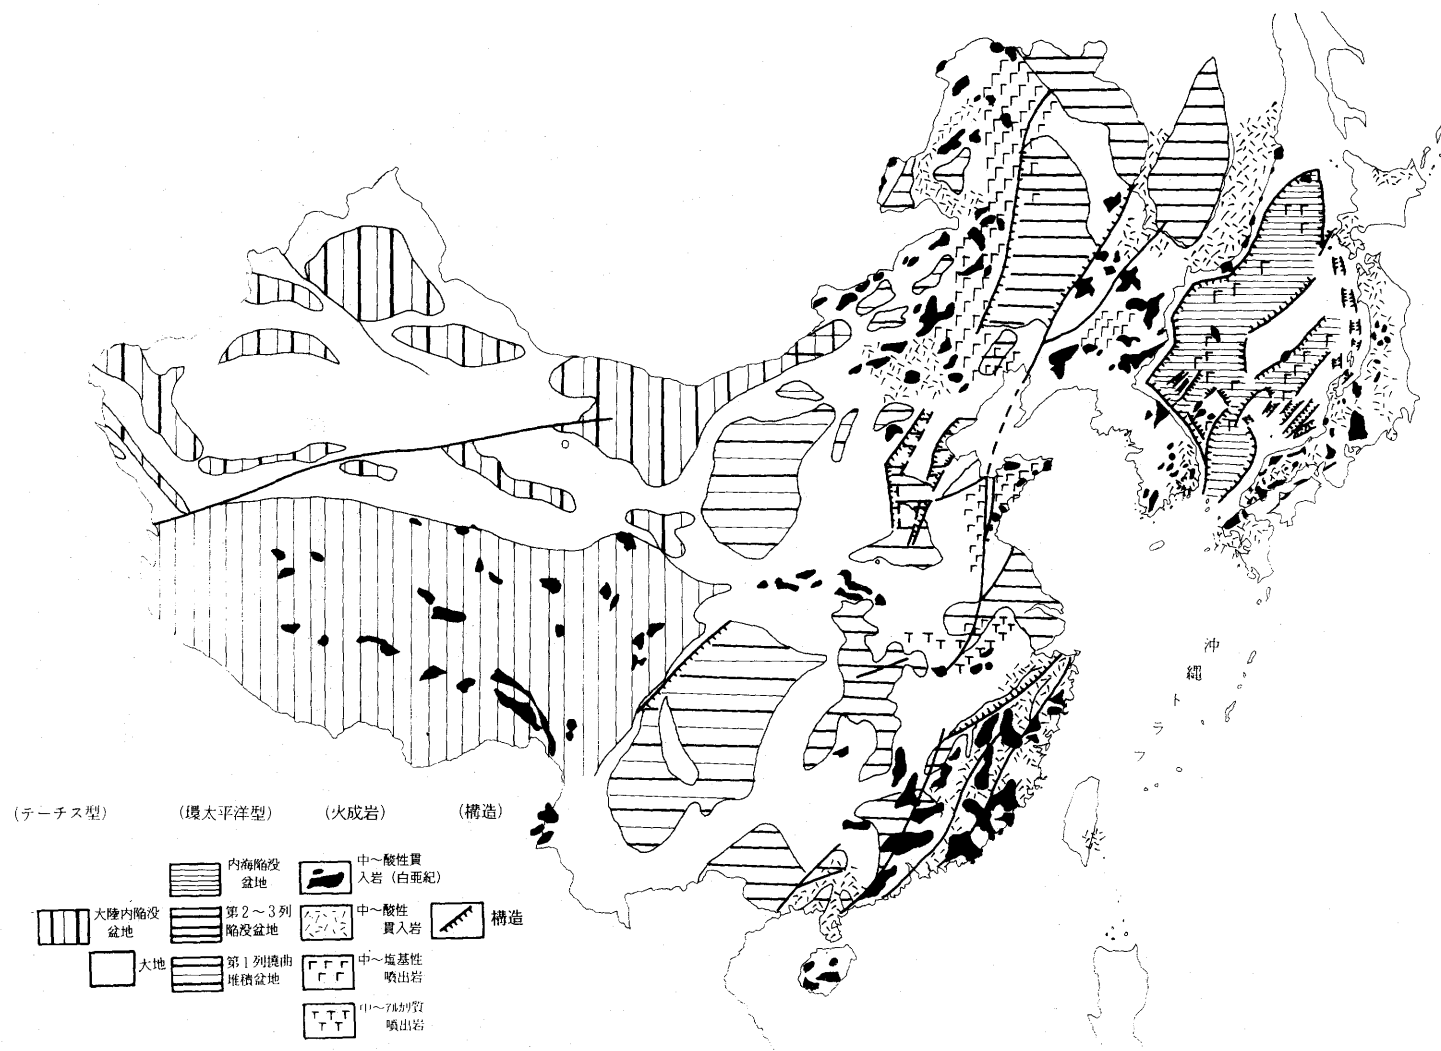 沖
縄
ト
ラ
フ
(テーチス型)
(環太平洋型)
(火成岩)
(構造)
内海陥没
盆地
中~酸性貫
入岩(白亜紀)
大陸内陥没
盆地
第2~3列
陥没盆地
中~酸性
貫入岩
構造
大地
第1列撓曲
堆積盆地
中~塩基性
噴出岩
中~アルカリ質
噴出岩